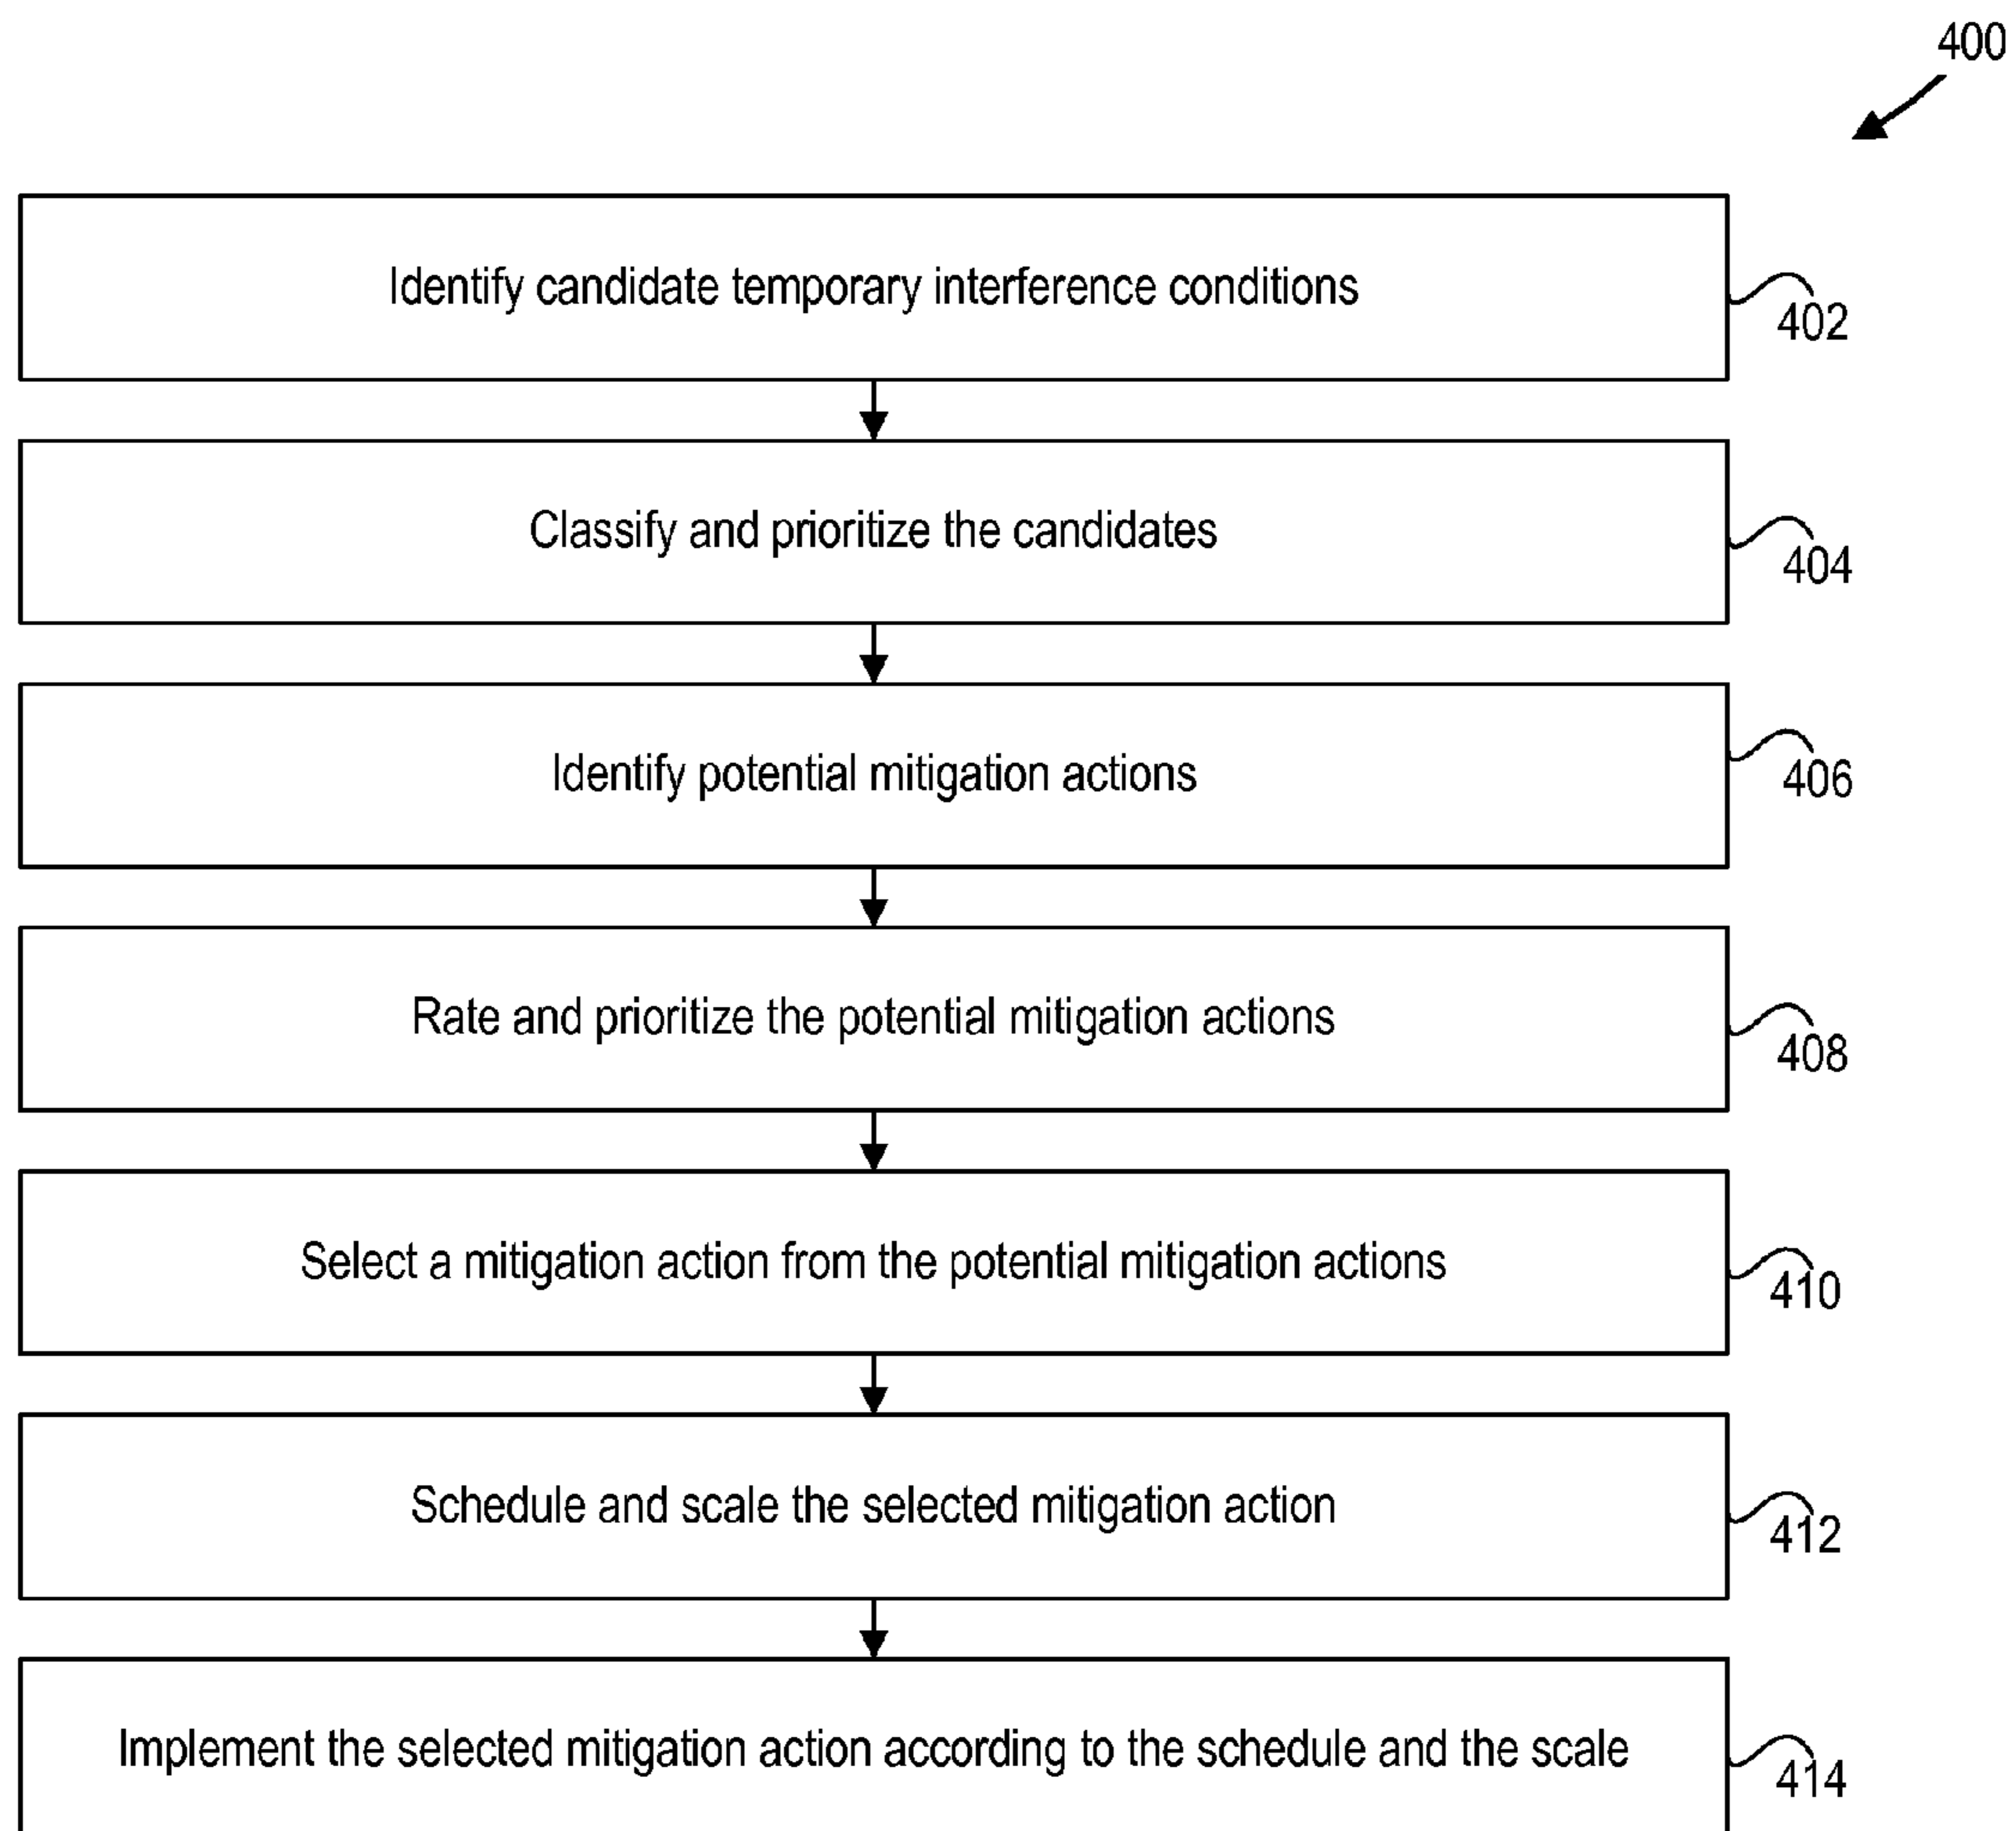 400
Identify candidate temporary interference conditions
402
Classify and prioritize the candidates
404
Identify potential mitigation actions
406
Rate and prioritize the potential mitigation actions
408
Select a mitigation action from the potential mitigation actions
410
Schedule and scale the selected mitigation action
412
Implement the selected mitigation action according to the schedule and the scale
414